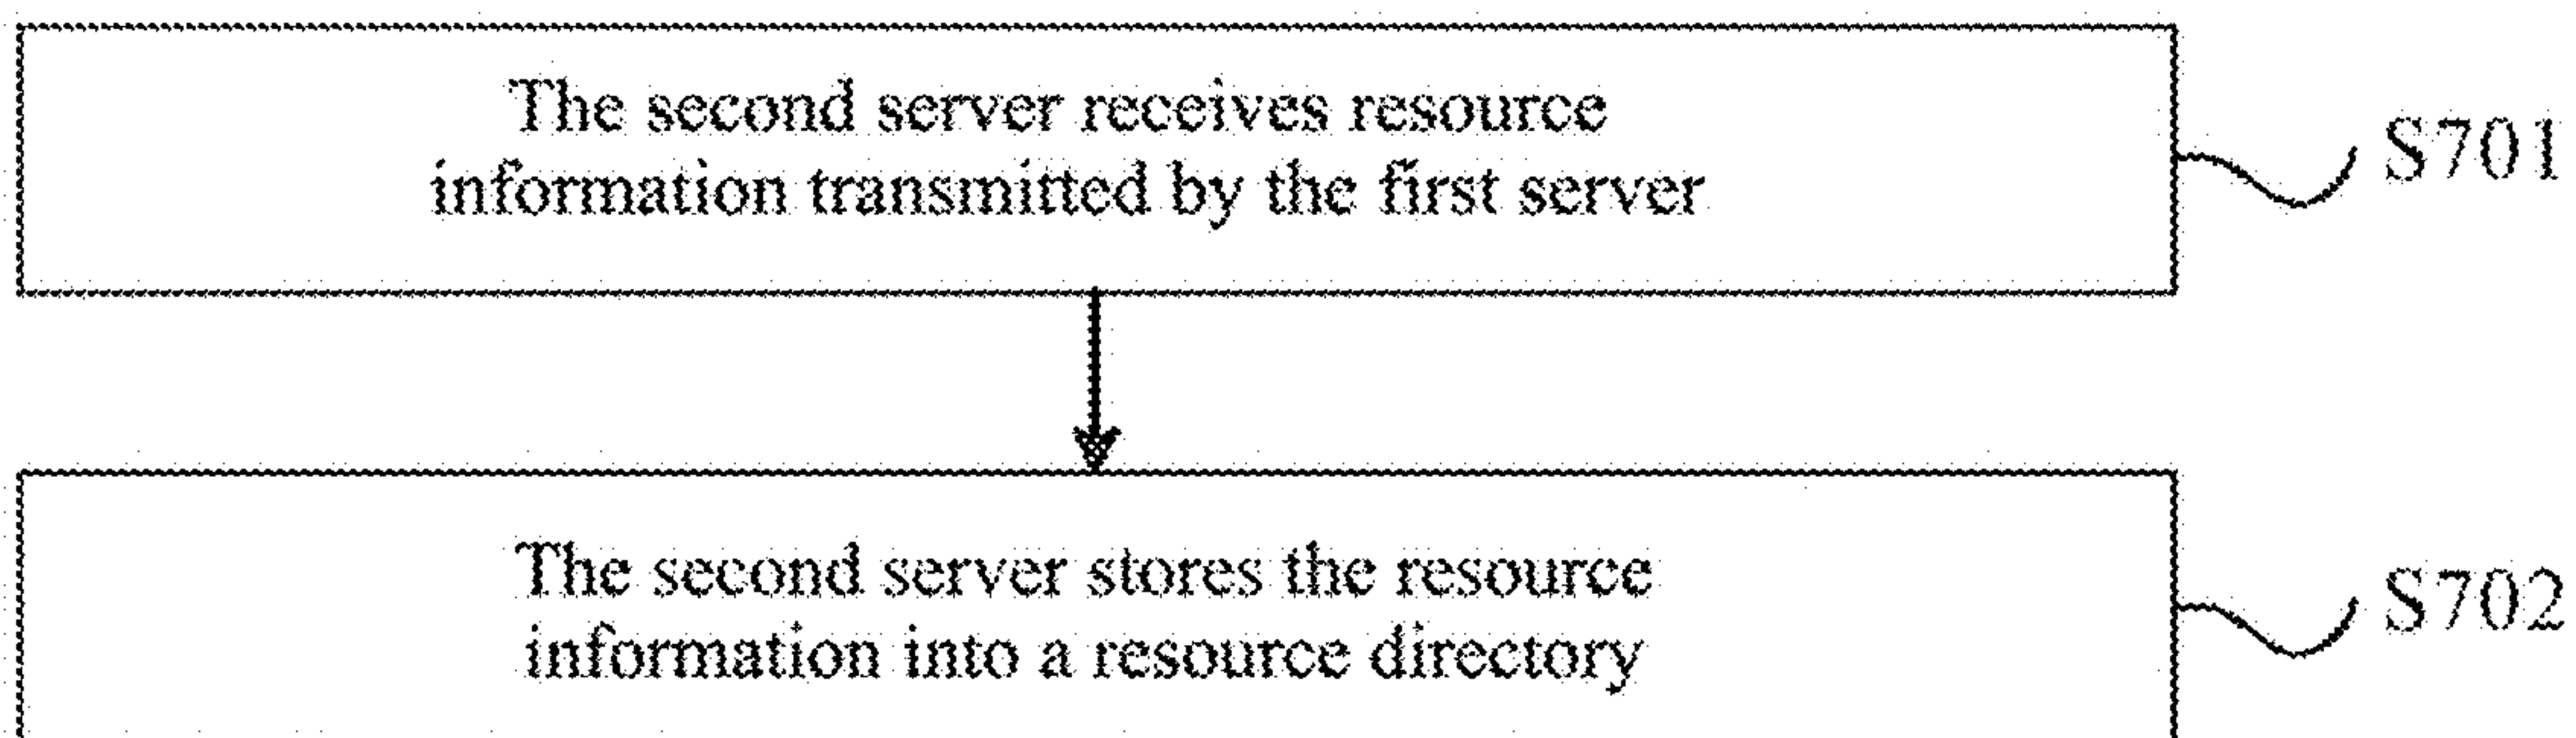 The second server receives resource
information transmitted by the first server
S701
The second server stores the resource
information into a resource directory
S702